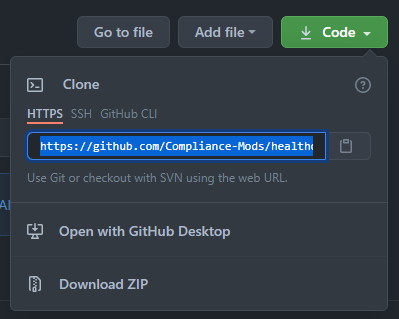 Go to file
Add file
Code
Clone
HTTPS SSH GitHub CLI
https://github.com/Compliance-Mods/health
Use Git or checkout with SVN using the web URL.
Open with GitHub Desktop
Download ZIP